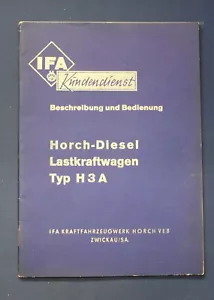 IFA
Kundendienst
Beschreibung und Bedienung
Horch-Diesel
Lastkraftwagen
Typ H3A
IFA KRAFTFAHRZEUGWERK HORCH VEB
ZWICKAU/SA.